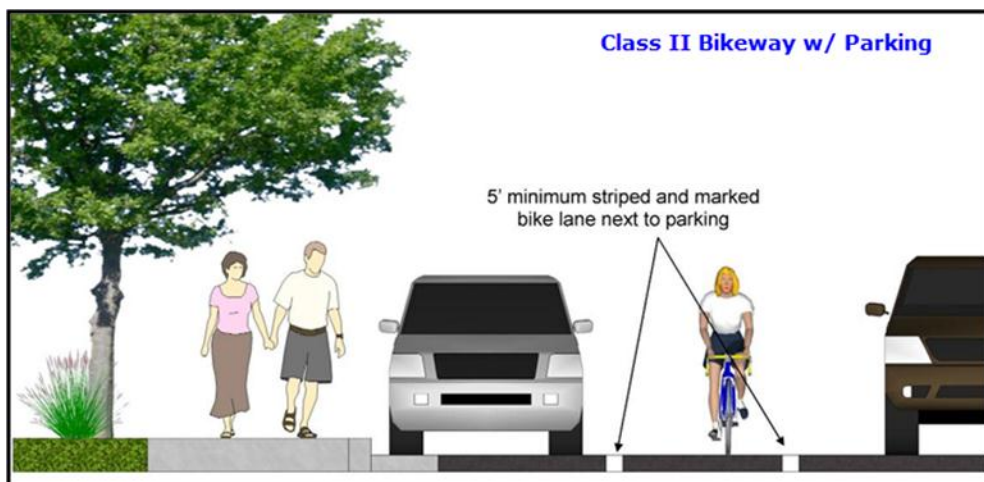 Class II Bikeway w/ Parking
5' minimum striped and marked
bike lane next to parking